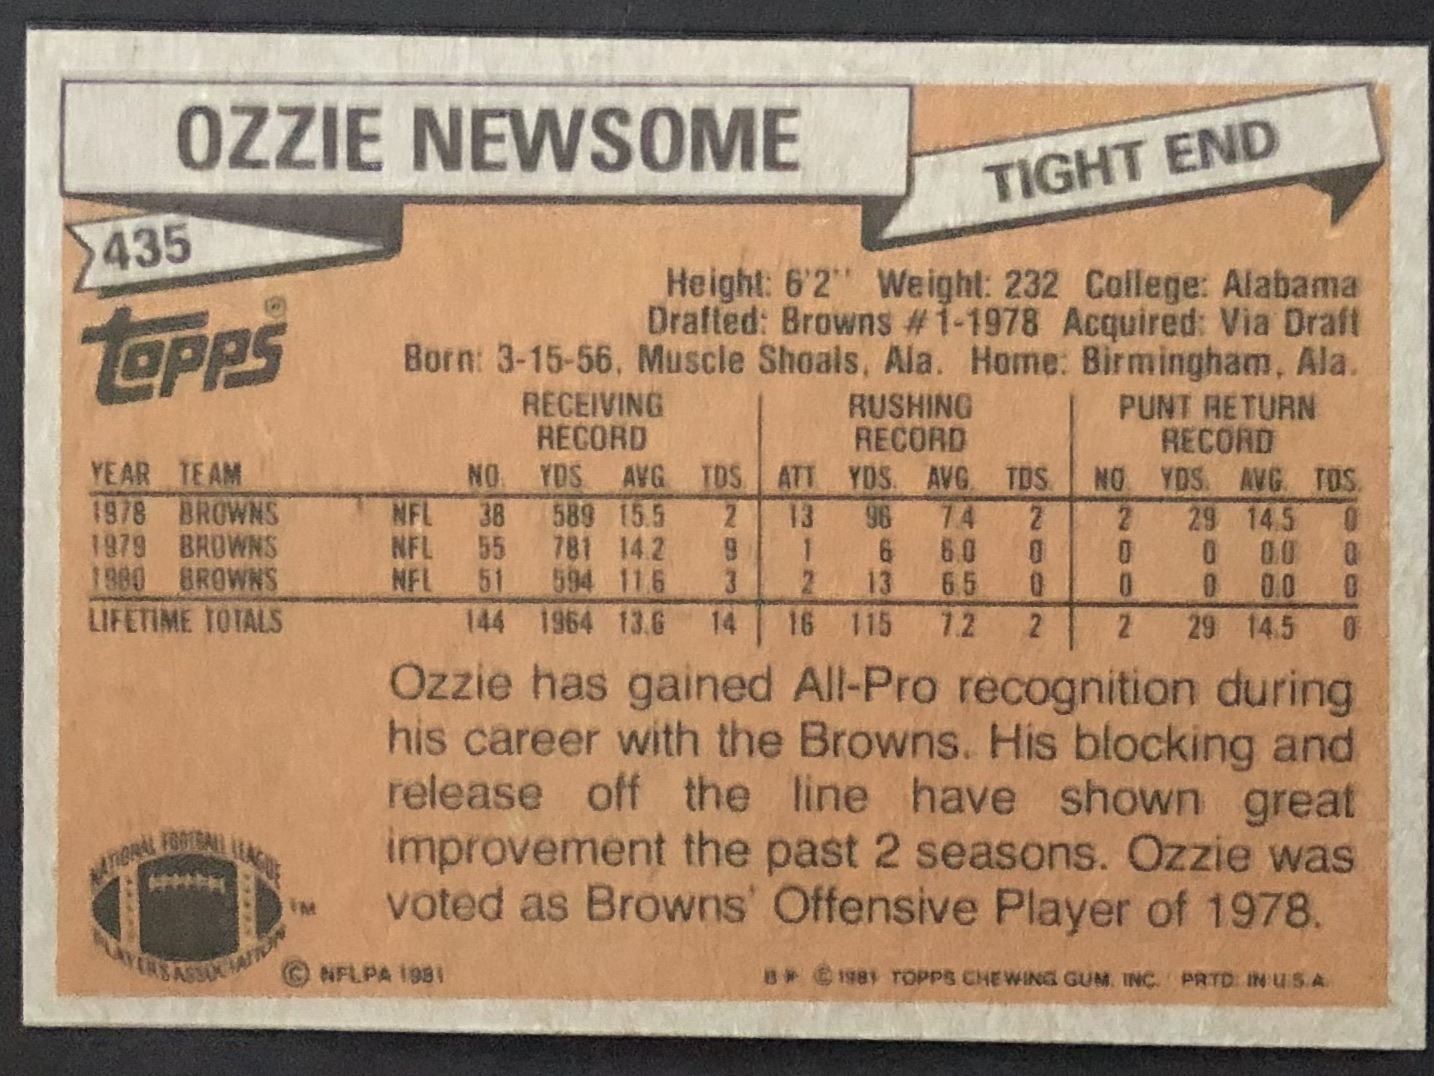 OZZIE NEWSOME
TIGHT END
435
TOPPS®
Height: 6'2" Weight: 232 College: Alabama
Drafted: Browns #1-1978 Acquired: Via Draft
Born: 3-15-56, Muscle Shoals, Ala. Home: Birmingham, Ala.
RECEIVING RECORD RUSHING RECORD PUNT RETURN RECORD
YEAR TEAM NO. YDS. AVG. TDS. ATT. YDS. AVG. TDS. NO. YDS. AVG. TDS.
1978 BROWNS NFL 38 589 15.5 2 13 96 7.4 2 2 29 14.5 0
1979 BROWNS NFL 55 781 14.2 9 1 6 6.0 0 0 0 0.0 0
1980 BROWNS NFL 51 594 11.6 3 2 13 6.5 0 0 0 0.0 0
LIFETIME TOTALS 144 1964 13.6 14 16 115 7.2 2 2 29 14.5 0
Ozzie has gained All-Pro recognition during
his career with the Browns. His blocking and
release off the line have shown great
improvement the past 2 seasons. Ozzie was
voted as Browns' Offensive Player of 1978.
NATIONAL FOOTBALL LEAGUE
PLAYERS ASSOCIATION
TM
© NFLPA 1981
B* © 1981 TOPPS CHEWING GUM, INC. PRTD. IN U.S.A.